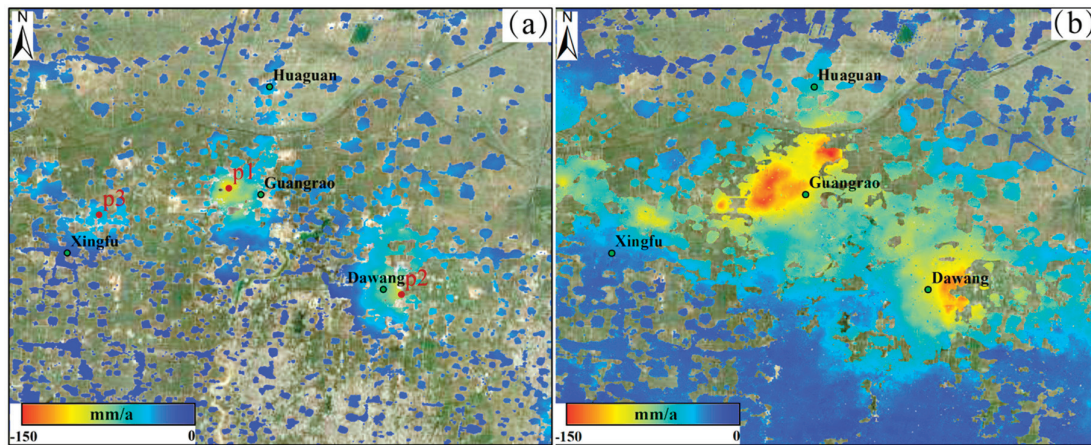 N
(a)
Huaguan
p1
Guangrao
p3
Xingfu
Dawang
p2
mm/a
-150
0
N
(b)
Huaguan
Guangrao
Xingfu
Dawang
mm/a
-150
0